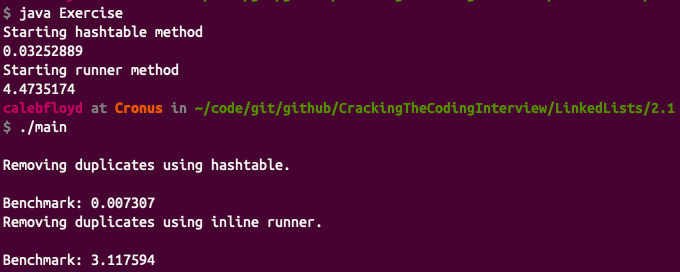 $ java Exercise
Starting hashtable method
0.03252889
Starting runner method
4.4735174
calebfloyd at Cronus in ~/code/git/github/CrackingTheCodingInterview/LinkedLists/2.1
$ ./main
Removing duplicates using hashtable.
Benchmark: 0.007307
Removing duplicates using inline runner.
Benchmark: 3.117594